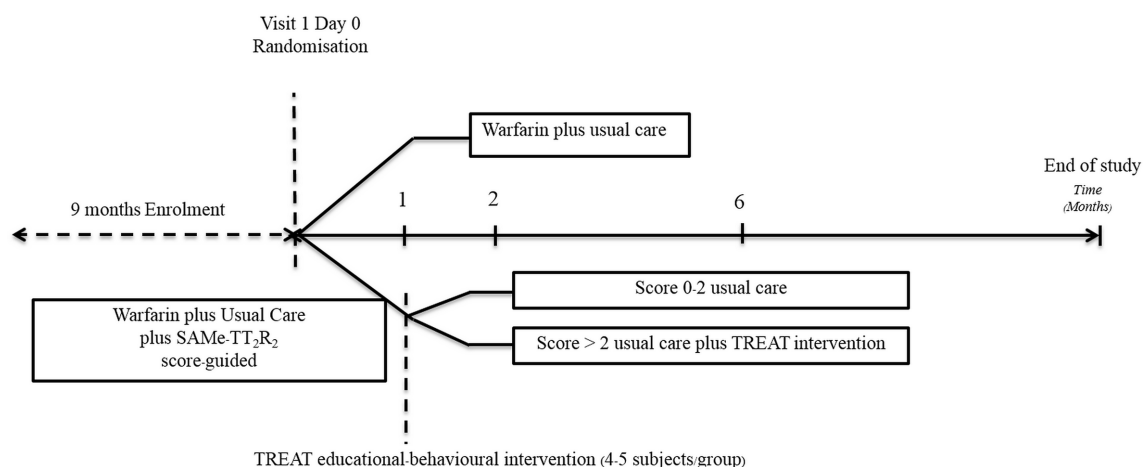 Visit 1 Day 0
Randomisation
Warfarin plus usual care
9 months Enrolment
1
2
6
End of study
Time
(Months)
Warfarin plus Usual Care
plus SAMe-TT₂R₂
score-guided
Score 0-2 usual care
Score > 2 usual care plus TREAT intervention
TREAT educational-behavioural intervention (4-5 subjects/group)